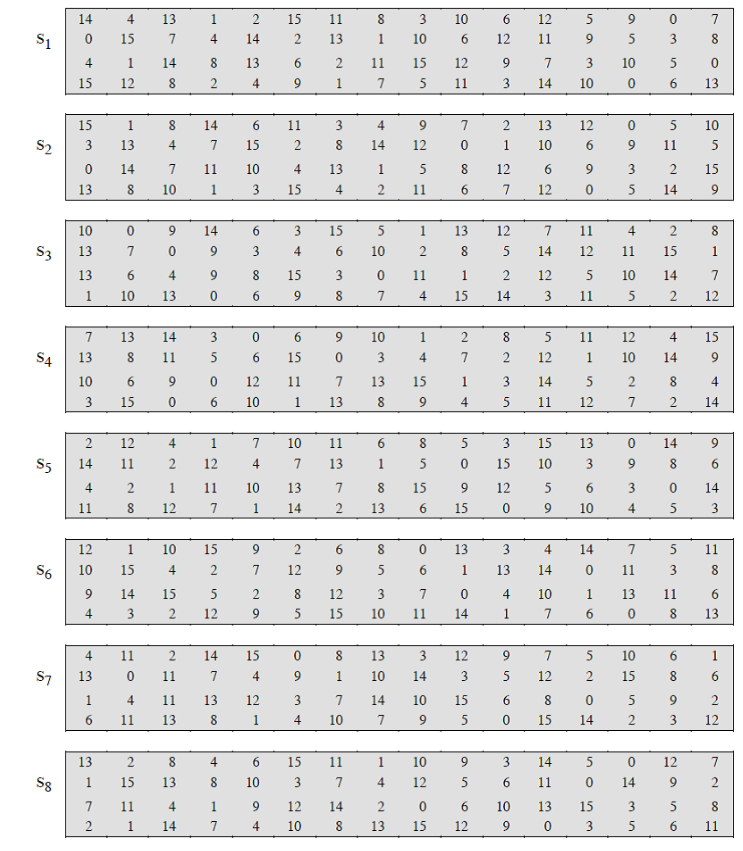 14 4 13 1 2 15 11 8 3 10 6 12 5 9 0 7
S1 0 15 7 4 14 2 13 1 10 6 12 11 9 5 3 8
4 1 14 8 13 6 2 11 15 12 9 7 3 10 5 0
15 12 8 2 4 9 1 7 5 11 3 14 10 0 6 13
15 1 8 14 6 11 3 4 9 7 2 13 12 0 5 10
S2 3 13 4 7 15 2 8 14 12 0 1 10 6 9 11 5
0 14 7 11 10 4 13 1 5 8 12 6 9 3 2 15
13 8 10 1 3 15 4 2 11 6 7 12 0 5 14 9
10 0 9 14 6 3 15 5 1 13 12 7 11 4 2 8
S3 13 7 0 9 3 4 6 10 2 8 5 14 12 11 15 1
13 6 4 9 8 15 3 0 11 1 2 12 5 10 14 7
1 10 13 0 6 9 8 7 4 15 14 3 11 5 2 12
7 13 14 3 0 6 9 10 1 2 8 5 11 12 4 15
S4 13 8 11 5 6 15 0 3 4 7 2 12 1 10 14 9
10 6 9 0 12 11 7 13 15 1 3 14 5 2 8 4
3 15 0 6 10 1 13 8 9 4 5 11 12 7 2 14
2 12 4 1 7 10 11 6 8 5 3 15 13 0 14 9
S5 14 11 2 12 4 7 13 1 5 0 15 10 3 9 8 6
4 2 1 11 10 13 7 8 15 9 12 5 6 3 0 14
11 8 12 7 1 14 2 13 6 15 0 9 10 4 5 3
12 1 10 15 9 2 6 8 0 13 3 4 14 7 5 11
S6 10 15 4 2 7 12 9 5 6 1 13 14 0 11 3 8
9 14 15 5 2 8 12 3 7 0 4 10 1 13 11 6
4 3 2 12 9 5 15 10 11 14 1 7 6 0 8 13
4 11 2 14 15 0 8 13 3 12 9 7 5 10 6 1
S7 13 0 11 7 4 9 1 10 14 3 5 12 2 15 8 6
1 4 11 13 12 3 7 14 10 15 6 8 0 5 9 2
6 11 13 8 1 4 10 7 9 5 0 15 14 2 3 12
13 2 8 4 6 15 11 1 10 9 3 14 5 0 12 7
S8 1 15 13 8 10 3 7 4 12 5 6 11 0 14 9 2
7 11 4 1 9 12 14 2 0 6 10 13 15 3 5 8
2 1 14 7 4 10 8 13 15 12 9 0 3 5 6 11